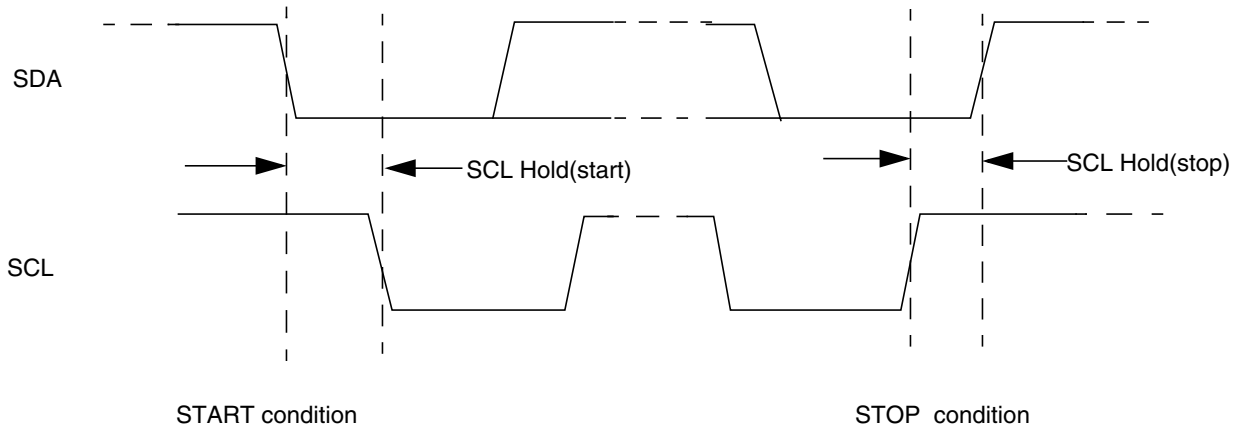 SDA
SCL Hold(start)
SCL Hold(stop)
SCL
START condition
STOP condition